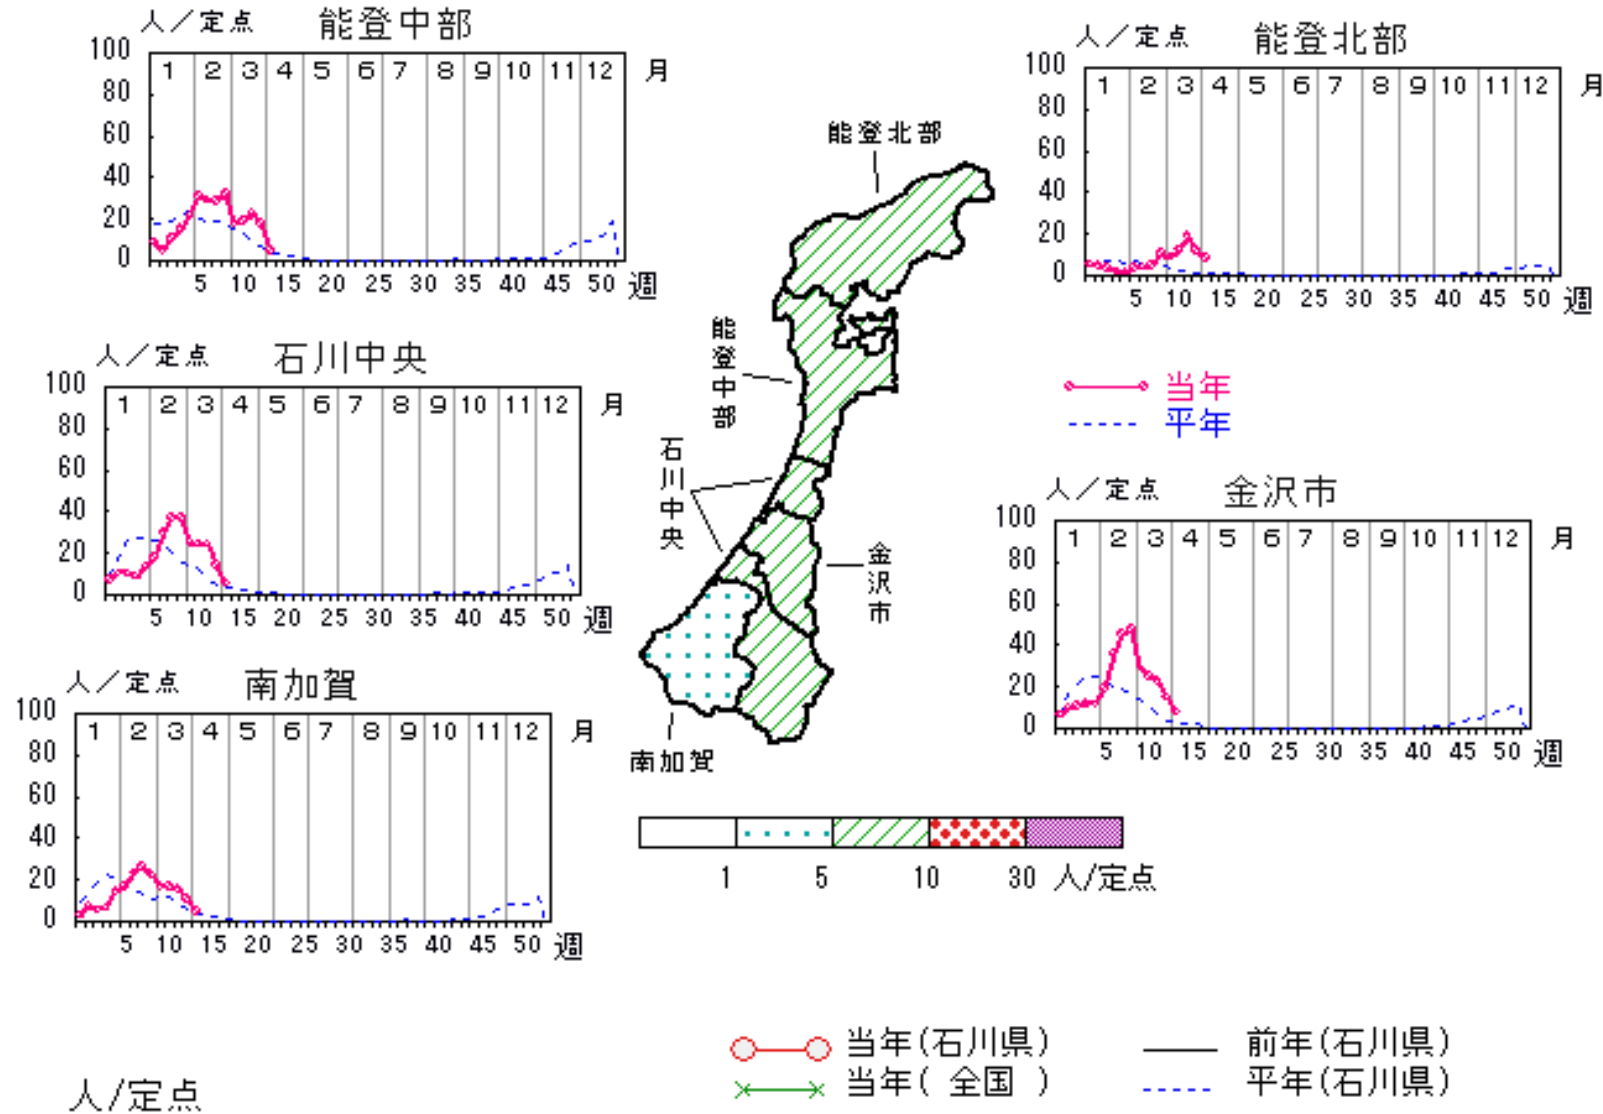 人／定点 能登中部
100
80
60
40
20
0
1 2 3 4 5 6 7 8 9 10 11 12 月
5 10 15 20 25 30 35 40 45 50 週
人／定点 能登北部
100
80
60
40
20
0
1 2 3 4 5 6 7 8 9 10 11 12 月
5 10 15 20 25 30 35 40 45 50 週
能登北部
能登中部
石川中央
金沢市
南加賀
人／定点 石川中央
100
80
60
40
20
0
1 2 3 4 5 6 7 8 9 10 11 12 月
5 10 15 20 25 30 35 40 45 50 週
当年
平年
人／定点 金沢市
100
80
60
40
20
0
1 2 3 4 5 6 7 8 9 10 11 12 月
5 10 15 20 25 30 35 40 45 50 週
人／定点 南加賀
100
80
60
40
20
0
1 2 3 4 5 6 7 8 9 10 11 12 月
5 10 15 20 25 30 35 40 45 50 週
1 5 10 30 人/定点
当年(石川県) 前年(石川県)
当年( 全国 ) 平年(石川県)
人/定点